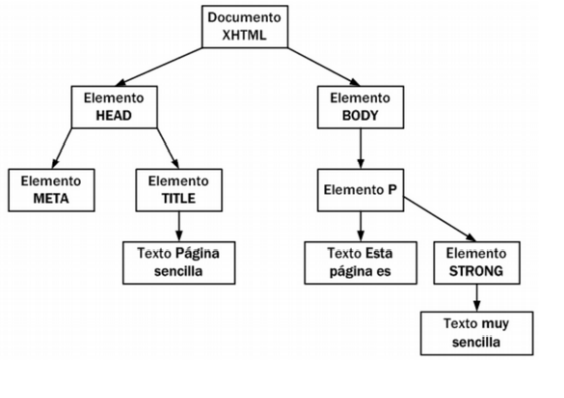 Documento
XHTML
Elemento
HEAD
Elemento
BODY
Elemento
META
Elemento
TITLE
Elemento P
Texto Página
sencilla
Texto Esta
página es
Elemento
STRONG
Texto muy
sencilla